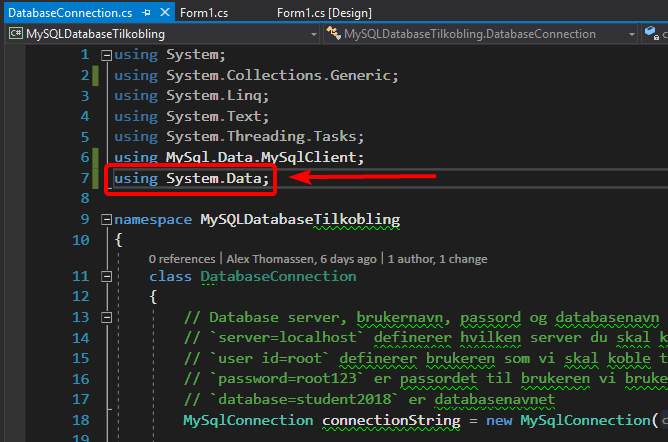 DatabaseConnection.cs Form1.cs Form1.cs [Design]
C# MySQLDatabaseTilkobling MySQLDatabaseTilkobling.DatabaseConnection
1 using System;
2 using System.Collections.Generic;
3 using System.Linq;
4 using System.Text;
5 using System.Threading.Tasks;
6 using MySql.Data.MySqlClient;
7 using System.Data;
8
9 namespace MySQLDatabaseTilkobling
10 {
0 references | Alex Thomassen, 6 days ago | 1 author, 1 change
11 class DatabaseConnection
12 {
13 // Database server, brukernavn, passord og databasenavn
14 // `server=localhost` definerer hvilken server du skal k
15 // `user id=root` definerer brukeren som vi skal koble t
16 // `password=root123` er passordet til brukeren vi bruke
17 // `database=student2018` er databasenavnet
18 MySqlConnection connectionString = new MySqlConnection(